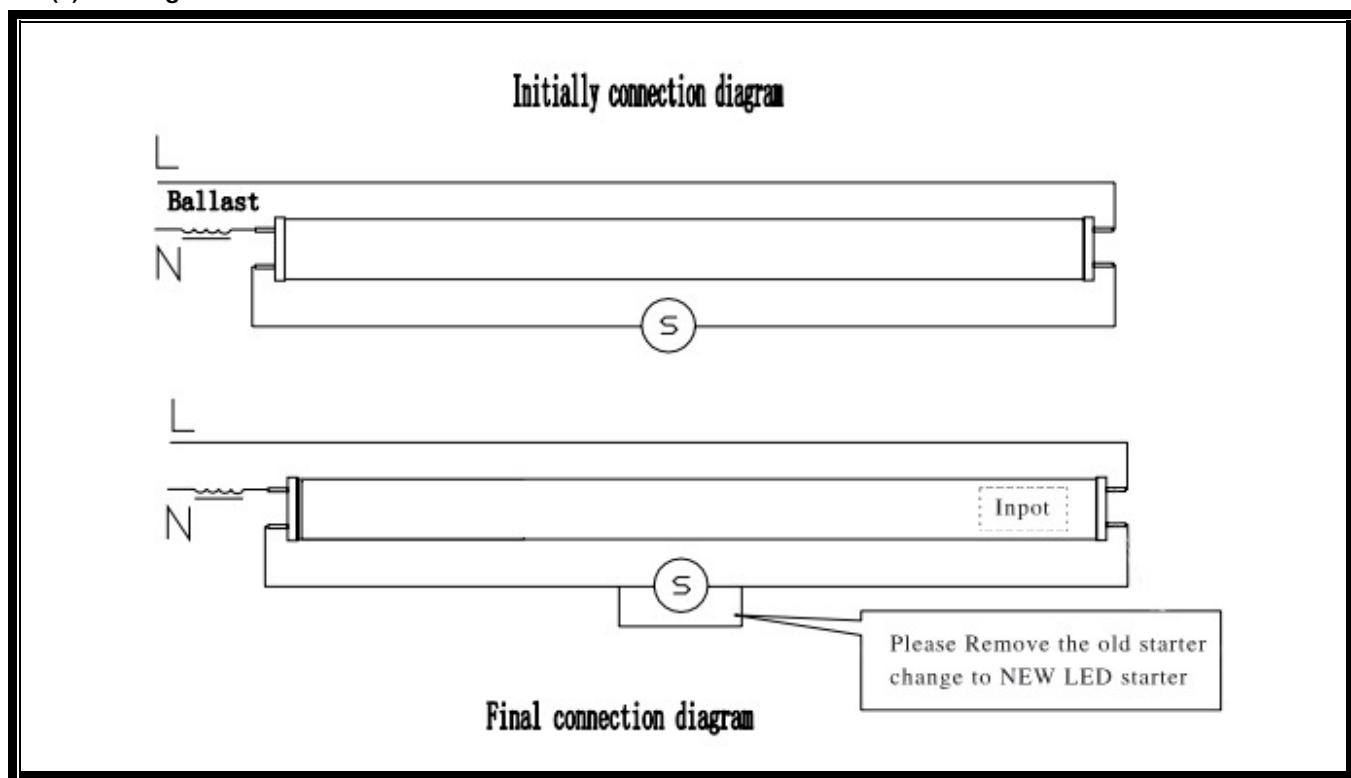 Initially connection diagram
L
Ballast
N
S
L
N
Inpot
S
Please Remove the old starter
change to NEW LED starter
Final connection diagram